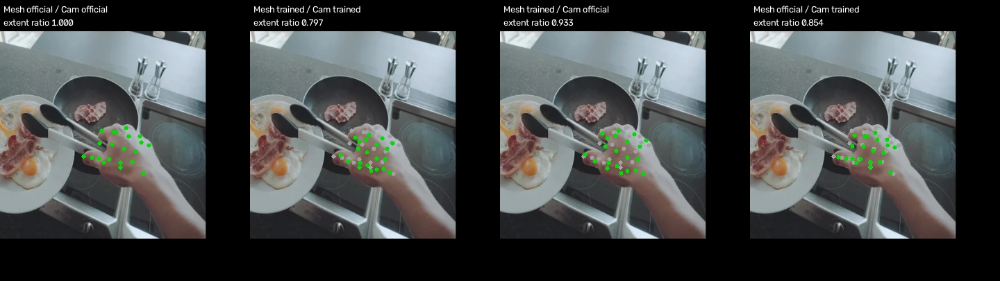 Mesh official / Cam official
extent ratio 1.000
Mesh trained / Cam trained
extent ratio 0.797
Mesh trained / Cam official
extent ratio 0.933
Mesh official / Cam trained
extent ratio 0.854